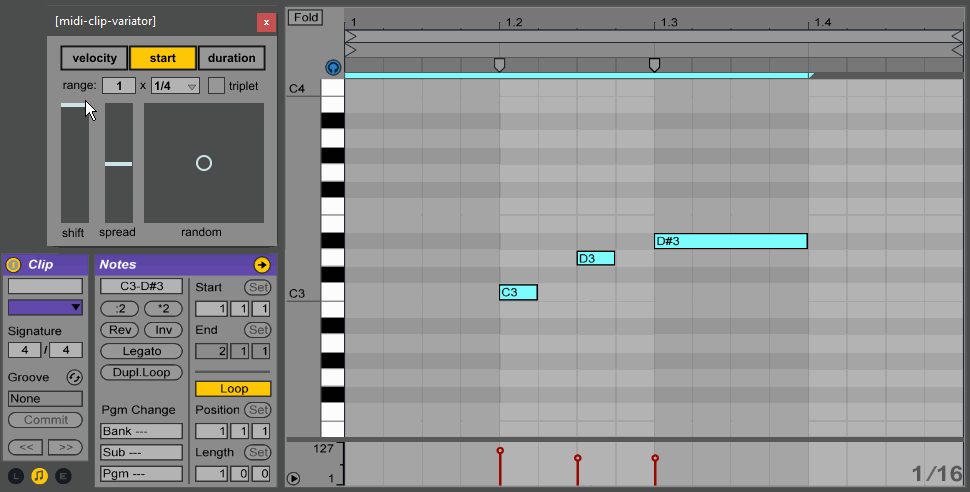 [midi-clip-variator]
x
velocity start duration
range: 1 x 1/4 triplet
shift spread random
Clip
Signature
4 / 4
Groove
None
Commit
<< >>
L E
Notes
C3-D#3
:2 *2
Rev Inv
Legato
Dupl.Loop
Pgm Change
Bank ---
Sub ---
Pgm ---
Start Set
1 1 1
End Set
2 1 1
Loop
Position Set
1 1 1
Length Set
1 0 0
Fold
1 1.2 1.3 1.4
C4
D#3
D3
C3 C3
127
1
1/16